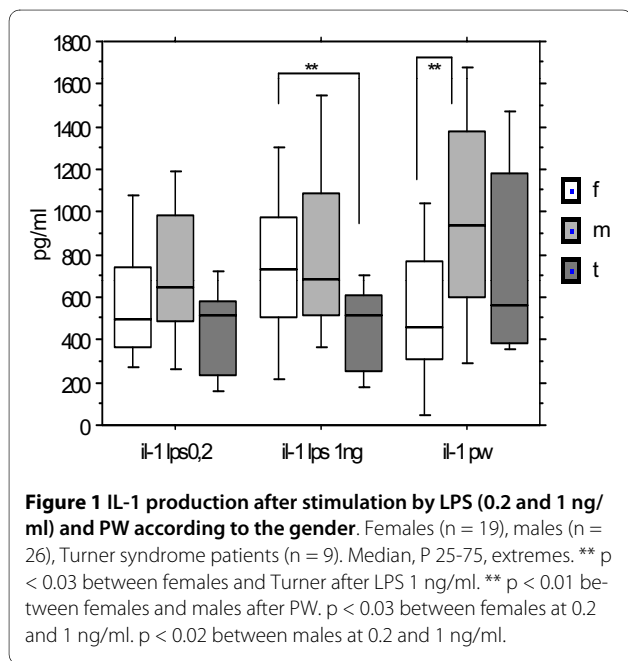 1800
1600
1400
1200
1000
800
600
400
200
0
pg/ml
**
**
f
m
t
il-1 lps0,2
il-1 lps 1ng
il-1 pw
Figure 1 IL-1 production after stimulation by LPS (0.2 and 1 ng/
ml) and PW according to the gender. Females (n = 19), males (n =
26), Turner syndrome patients (n = 9). Median, P 25-75, extremes. ** p
< 0.03 between females and Turner after LPS 1 ng/ml. ** p < 0.01 be-
tween females and males after PW. p < 0.03 between females at 0.2
and 1 ng/ml. p < 0.02 between males at 0.2 and 1 ng/ml.